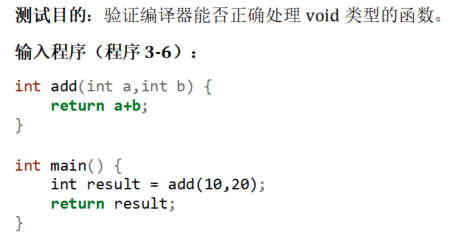 测试目的：验证编译器能否正确处理 void 类型的函数。
输入程序（程序 3-6）：
int add(int a,int b) {
    return a+b;
}
int main() {
    int result = add(10,20);
    return result;
}